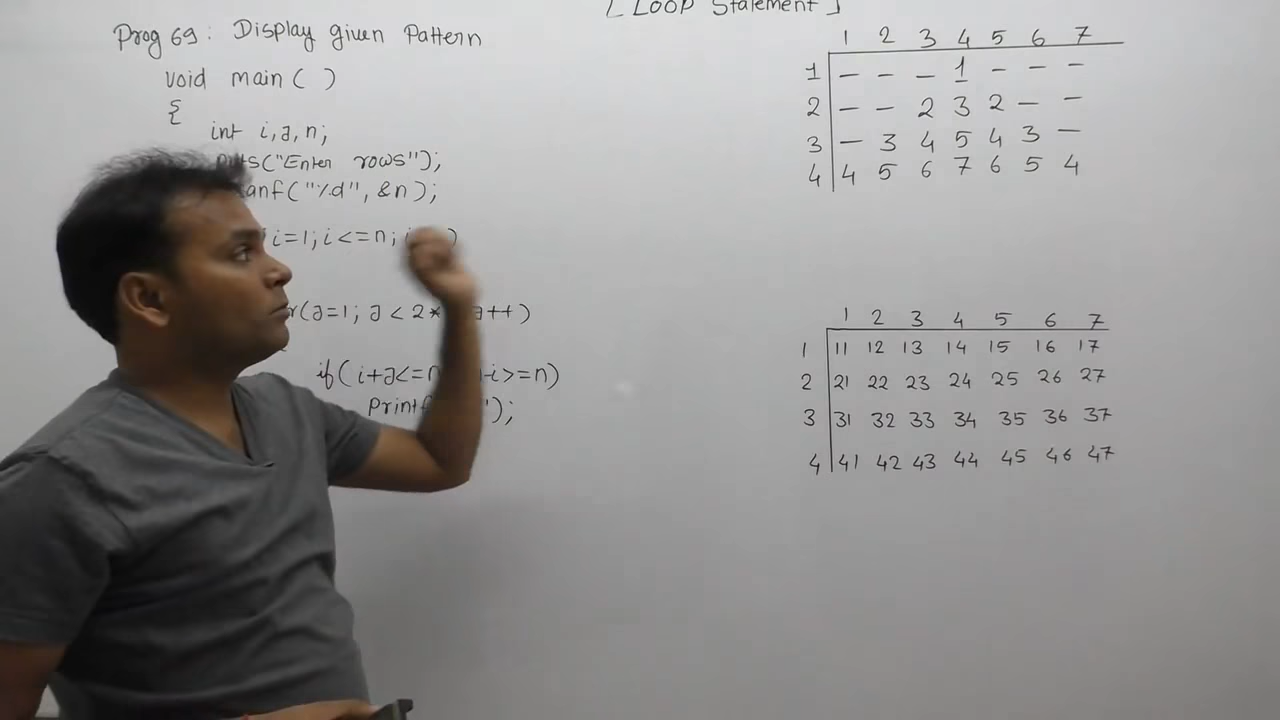 [ Loop Statement ]
Prog 69: Display given Pattern
void main ( )
{
int i,J,n;
puts("Enter rows");
scanf("%d", &n);
i=1; i<=n;
(J=1; J < 2* J++)
if( i+J<=n -i>=n)
Printf ");
1 2 3 4 5 6 7
1 – – – 1 – – –
2 – – 2 3 2 – –
3 – 3 4 5 4 3 –
4 4 5 6 7 6 5 4
1 2 3 4 5 6 7
1 11 12 13 14 15 16 17
2 21 22 23 24 25 26 27
3 31 32 33 34 35 36 37
4 41 42 43 44 45 46 47